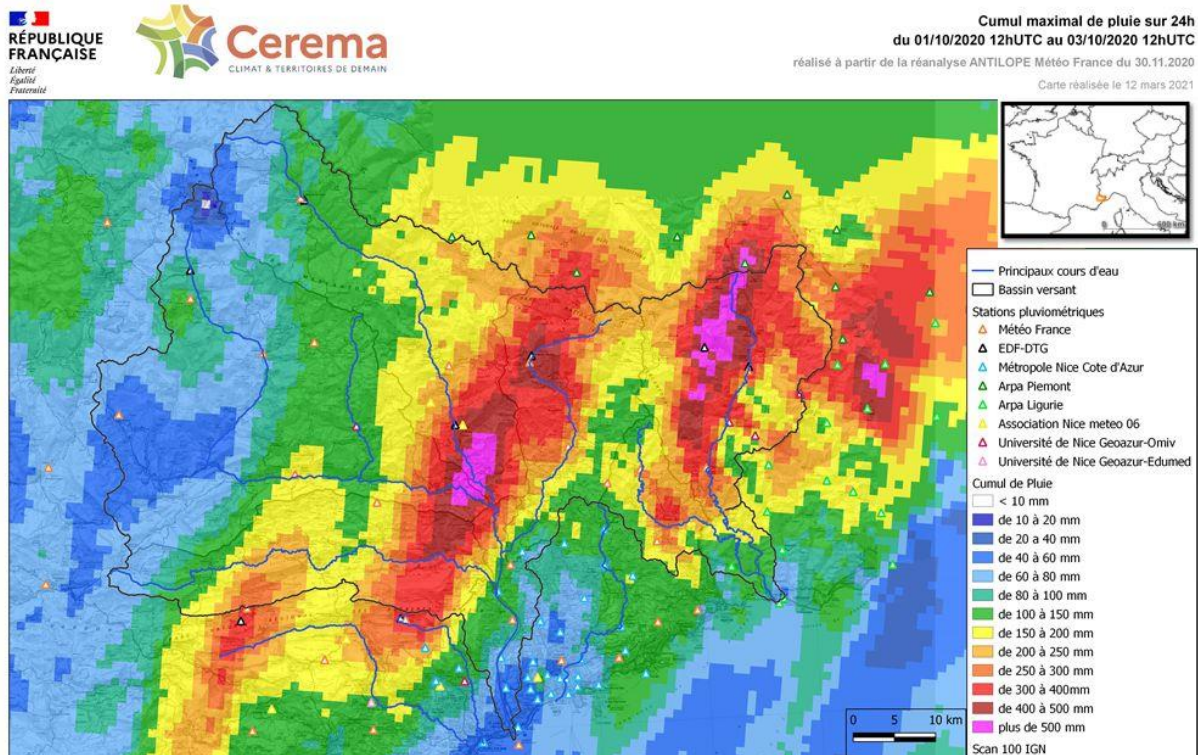 RÉPUBLIQUE
FRANÇAISE
Liberté
Égalité
Fraternité
Cerema
CLIMAT & TERRITOIRES DE DEMAIN
Cumul maximal de pluie sur 24h
du 01/10/2020 12hUTC au 03/10/2020 12hUTC
réalisé à partir de la réanalyse ANTILOPE Météo France du 30.11.2020
Carte réalisée le 12 mars 2021
Principaux cours d'eau
Bassin versant
Stations pluviométriques
Météo France
EDF-DTG
Métropole Nice Cote d'Azur
Arpa Piemont
Arpa Ligurie
Association Nice meteo 06
Université de Nice Geoazur-Omiv
Université de Nice Geoazur-Edumed
Cumul de Pluie
< 10 mm
de 10 à 20 mm
de 20 a 40 mm
de 40 à 60 mm
de 60 à 80 mm
de 80 à 100 mm
de 100 à 150 mm
de 150 à 200 mm
de 200 à 250 mm
de 250 à 300 mm
de 300 à 400mm
de 400 à 500 mm
plus de 500 mm
Scan 100 IGN
0 5 10 km